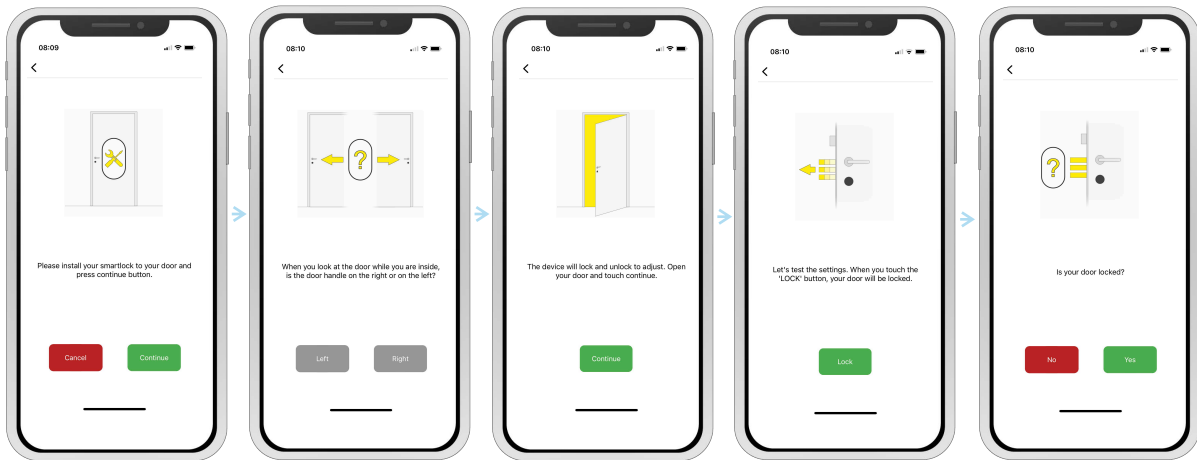 08:09
Please install your smartlock to your door and
press continue button.
Cancel
Continue
08:10
?
When you look at the door while you are inside,
is the door handle on the right or on the left?
Left
Right
08:10
The device will lock and unlock to adjust. Open
your door and touch continue.
Continue
08:10
Let's test the settings. When you touch the
'LOCK' button, your door will be locked.
Lock
08:10
?
Is your door locked?
No
Yes